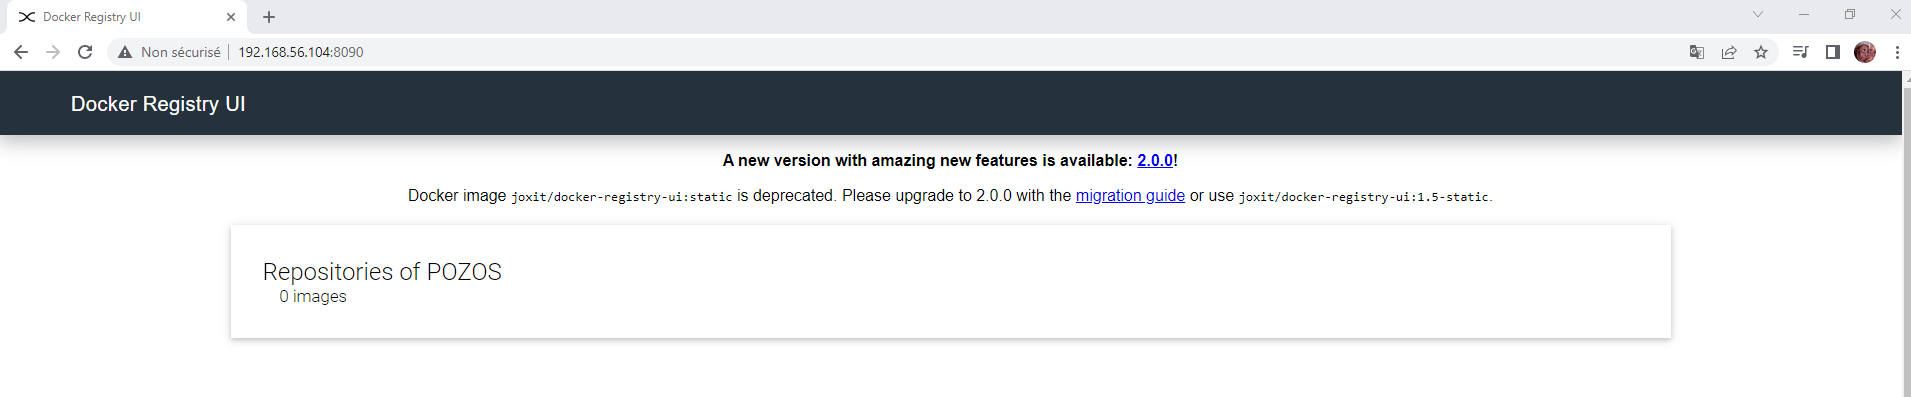 Docker Registry UI
Non sécurisé 192.168.56.104:8090
Docker Registry UI
A new version with amazing new features is available: 2.0.0!
Docker image joxit/docker-registry-ui:static is deprecated. Please upgrade to 2.0.0 with the migration guide or use joxit/docker-registry-ui:1.5-static.
Repositories of POZOS
0 images